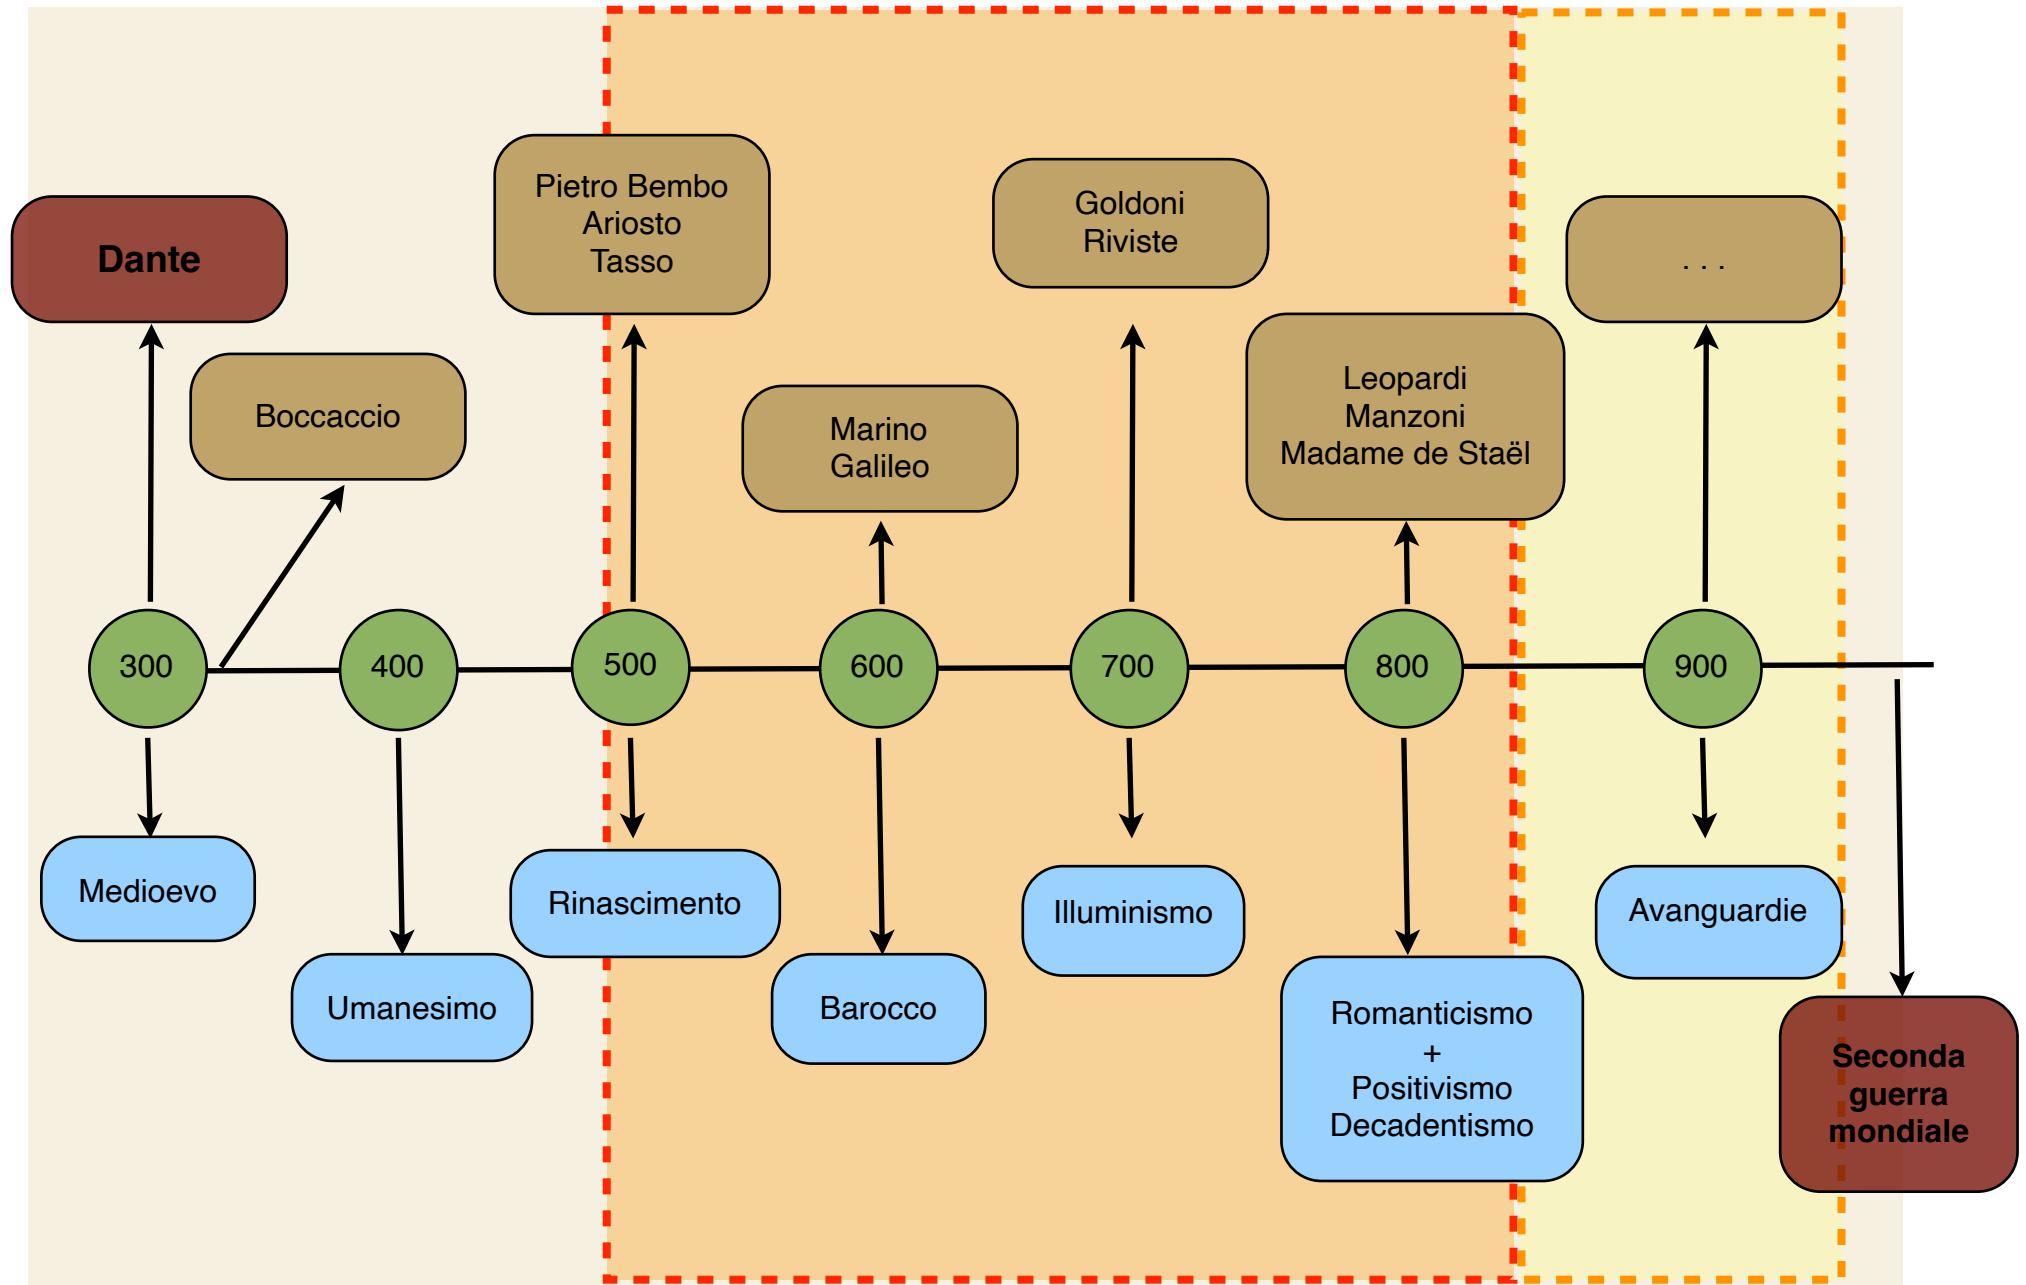 Dante
Boccaccio
Pietro Bembo
Ariosto
Tasso
Marino
Galileo
Goldoni
Riviste
Leopardi
Manzoni
Madame de Staël
. . .
300
400
500
600
700
800
900
Medioevo
Umanesimo
Rinascimento
Barocco
Illuminismo
Romanticismo
+
Positivismo
Decadentismo
Avanguardie
Seconda
guerra
mondiale